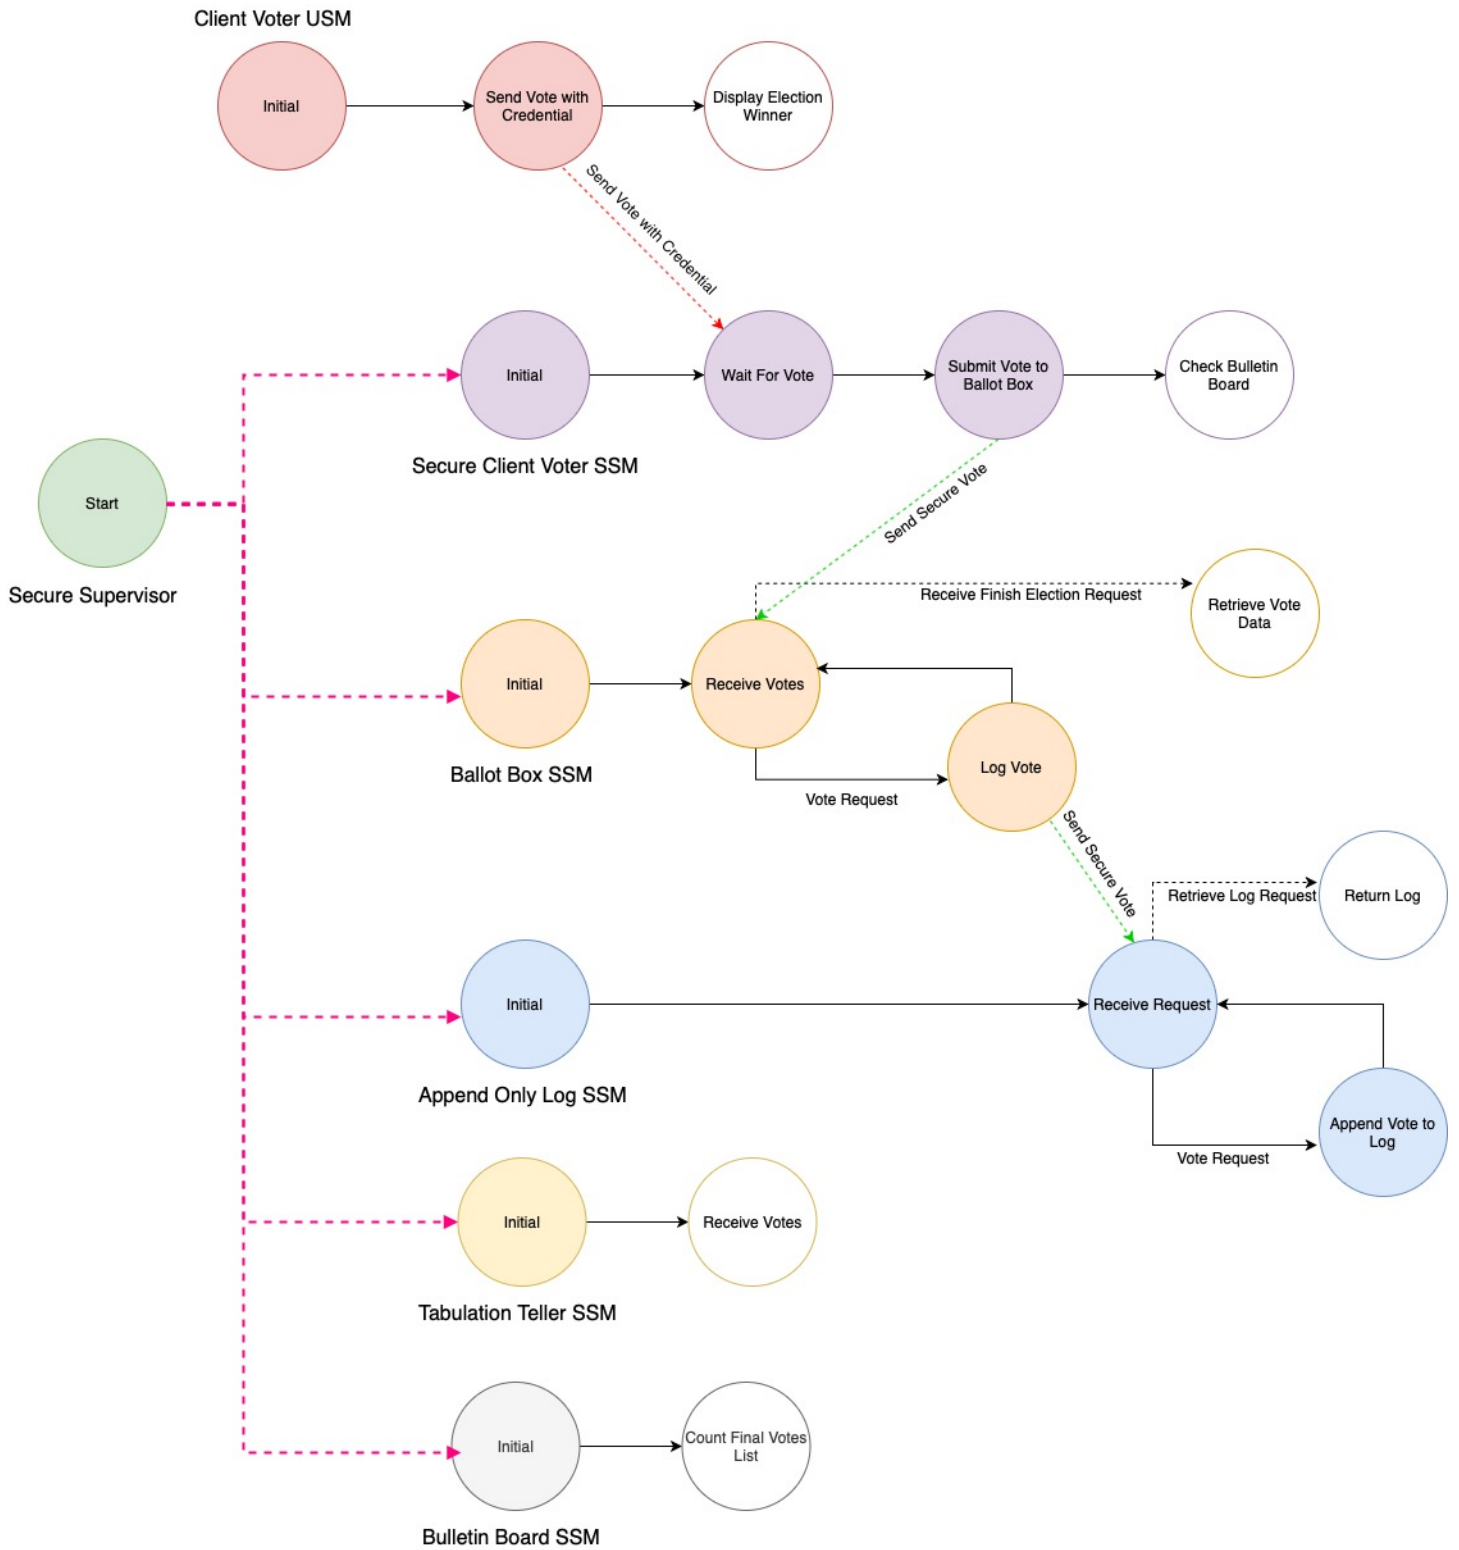 Client Voter USM
Initial
Send Vote with
Credential
Display Election
Winner
Send Vote with Credential
Initial
Wait For Vote
Submit Vote to
Ballot Box
Check Bulletin
Board
Secure Client Voter SSM
Start
Secure Supervisor
Send Secure Vote
Receive Finish Election Request
Retrieve Vote
Data
Initial
Receive Votes
Log Vote
Ballot Box SSM
Vote Request
Send Secure Vote
Retrieve Log Request
Return Log
Initial
Receive Request
Append Only Log SSM
Append Vote to
Log
Vote Request
Initial
Receive Votes
Tabulation Teller SSM
Initial
Count Final Votes
List
Bulletin Board SSM